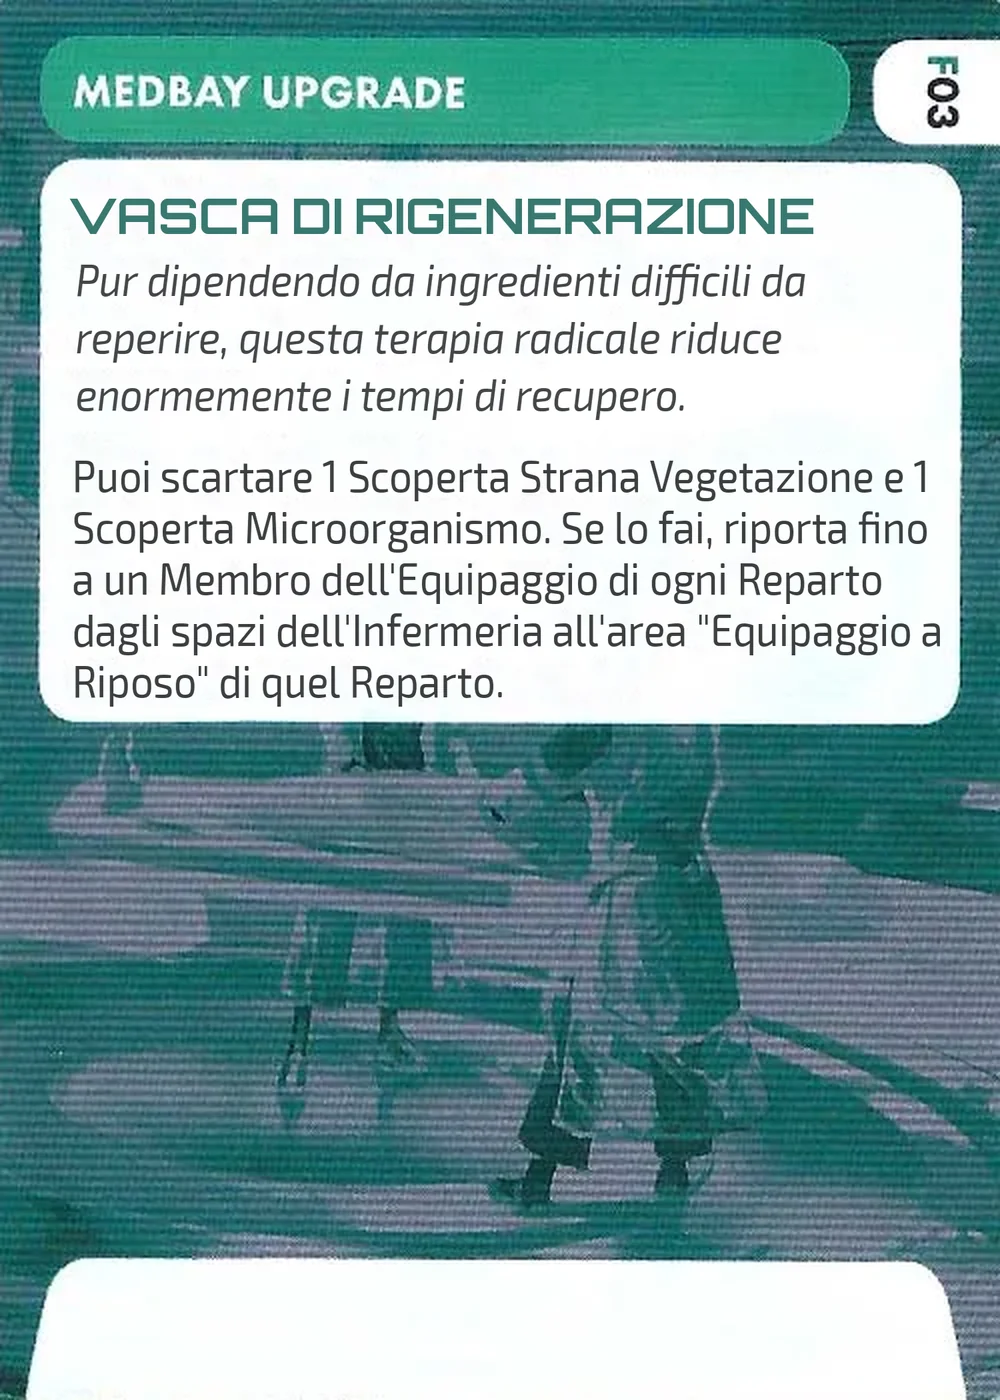 MEDBAY UPGRADE
F03
VASCA DI RIGENERAZIONE
Pur dipendendo da ingredienti difficili da
reperire, questa terapia radicale riduce
enormemente i tempi di recupero.
Puoi scartare 1 Scoperta Strana Vegetazione e 1
Scoperta Microorganismo. Se lo fai, riporta fino
a un Membro dell'Equipaggio di ogni Reparto
dagli spazi dell'Infermeria all'area "Equipaggio a
Riposo" di quel Reparto.